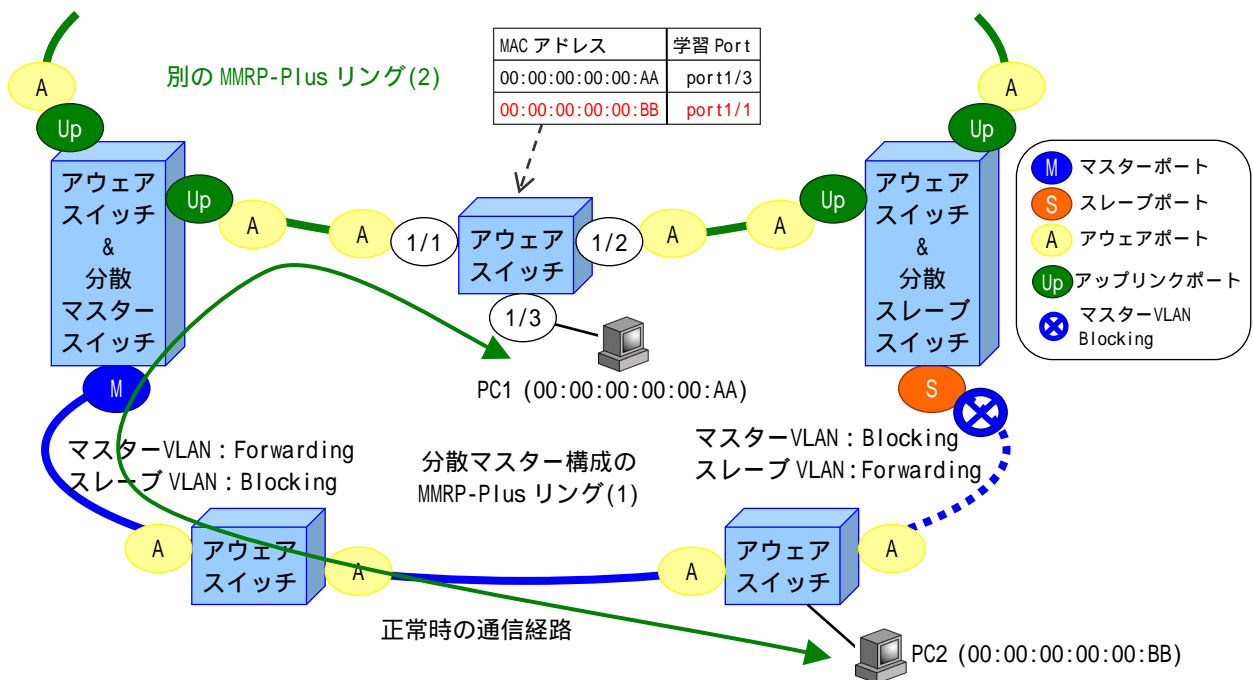 MAC アドレス 学習 Port
00:00:00:00:00:AA port1/3
00:00:00:00:00:BB port1/1
別の MMRP-Plus リング(2)
A
Up
アウェア
スイッチ
&
分散
マスター
スイッチ
Up
A
A
1/1
アウェア
スイッチ
1/2
A
A
Up
1/3
PC1 (00:00:00:00:00:AA)
A
Up
アウェア
スイッチ
&
分散
スレーブ
スイッチ
M マスターポート
S スレーブポート
A アウェアポート
Up アップリンクポート
マスターVLAN
Blocking
M
マスターVLAN : Forwarding
スレーブ VLAN : Blocking
分散マスター構成の
MMRP-Plus リング(1)
S
マスターVLAN : Blocking
スレーブ VLAN : Forwarding
A
アウェア
スイッチ
A
A
アウェア
スイッチ
A
正常時の通信経路
PC2 (00:00:00:00:00:BB)